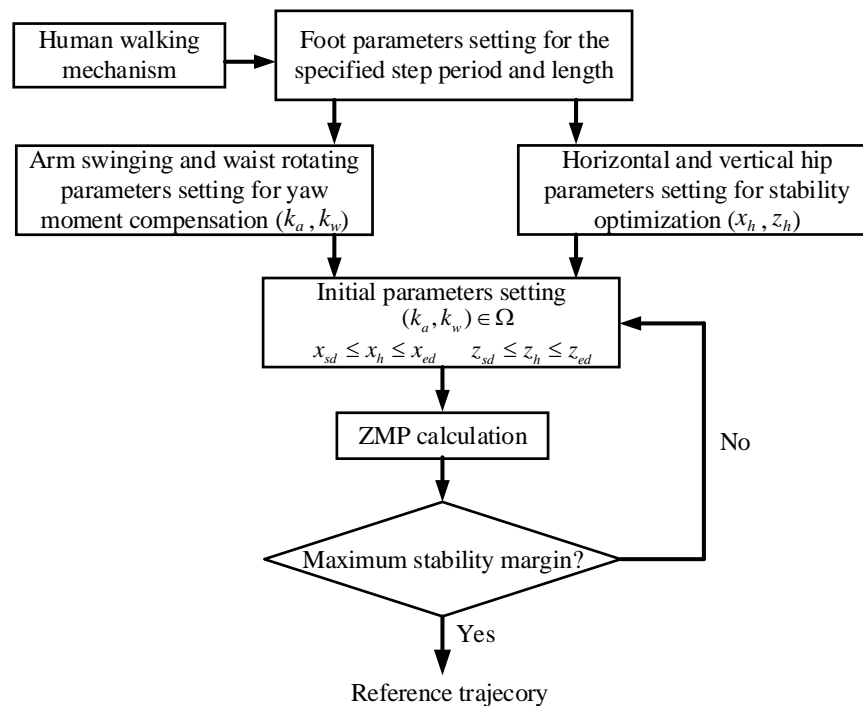 Human walking
mechanism
Foot parameters setting for the
specified step period and length
Arm swinging and waist rotating
parameters setting for yaw
moment compensation (k_a, k_w)
Horizontal and vertical hip
parameters setting for stability
optimization (x_h, z_h)
Initial parameters setting
(k_a, k_w) ∈ Ω
x_sd ≤ x_h ≤ x_ed z_sd ≤ z_h ≤ z_ed
ZMP calculation
No
Maximum stability margin?
Yes
Reference trajecory